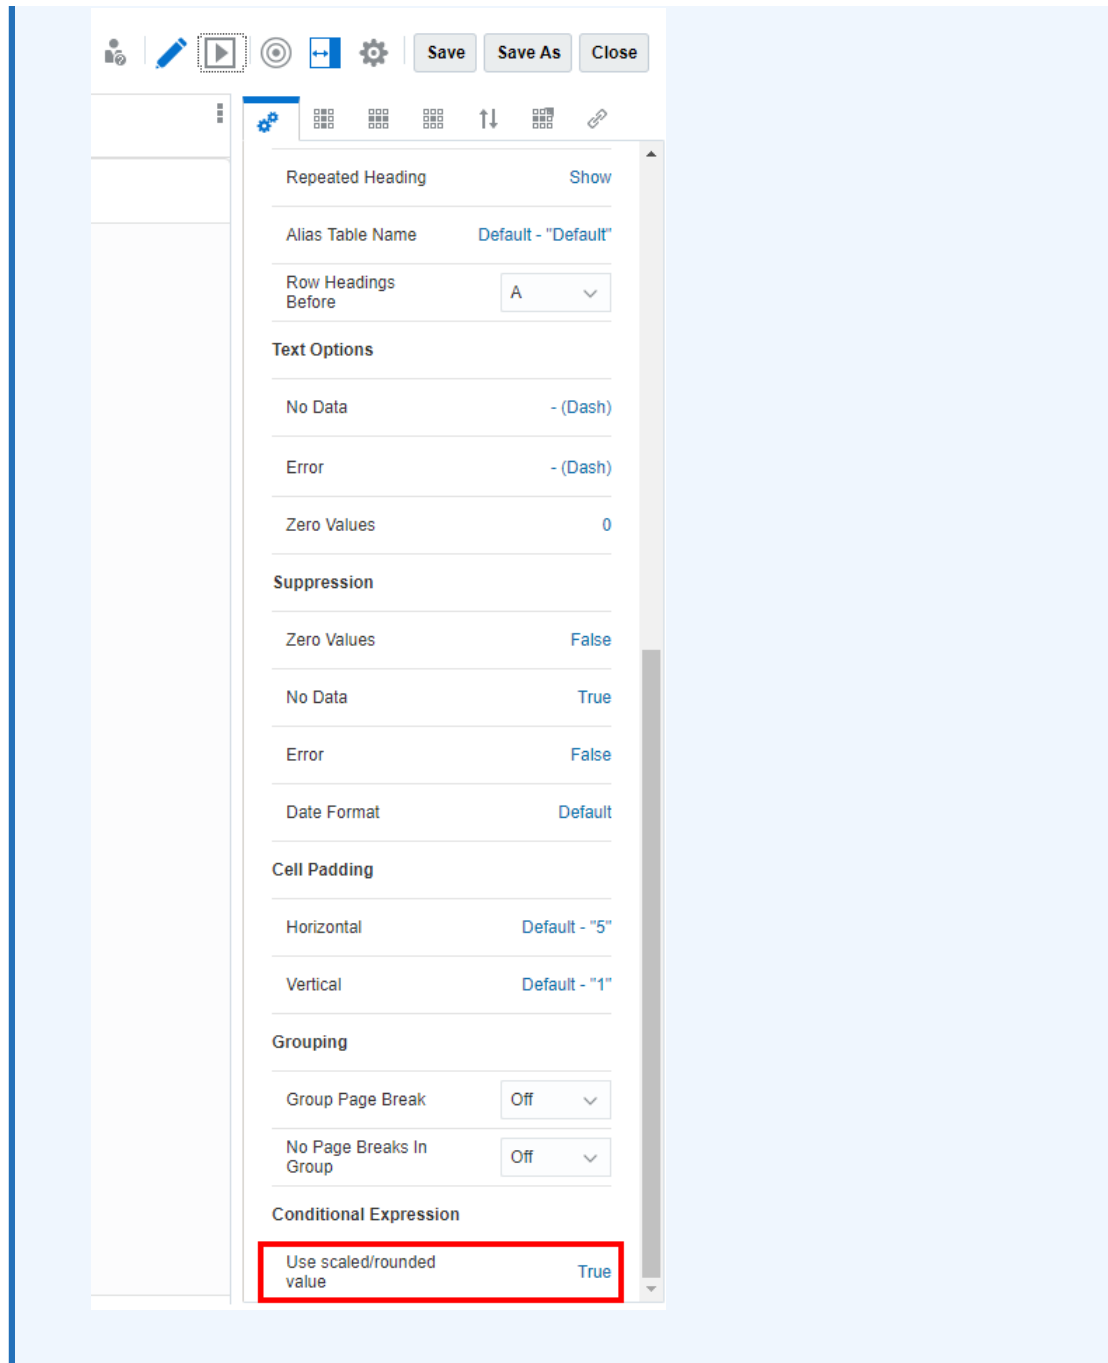 Save Save As Close
Repeated Heading Show
Alias Table Name Default - "Default"
Row Headings
Before A
Text Options
No Data - (Dash)
Error - (Dash)
Zero Values 0
Suppression
Zero Values False
No Data True
Error False
Date Format Default
Cell Padding
Horizontal Default - "5"
Vertical Default - "1"
Grouping
Group Page Break Off
No Page Breaks In
Group Off
Conditional Expression
Use scaled/rounded
value True